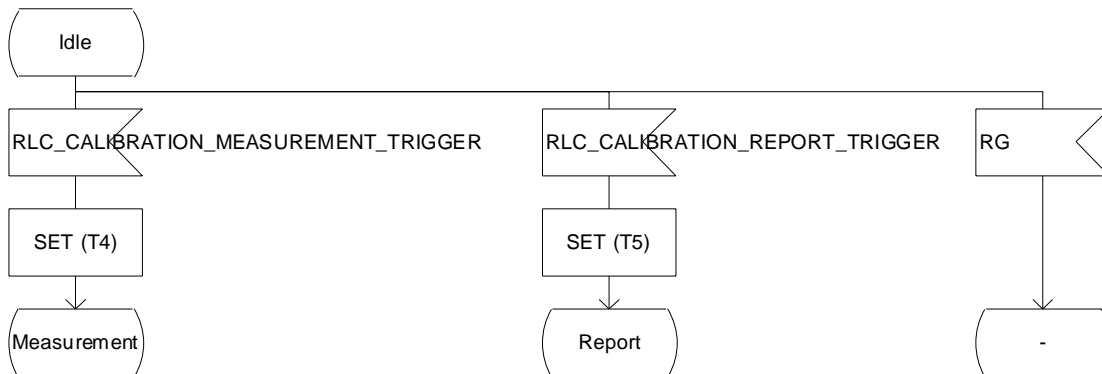 Idle
RLC_CALIBRATION_MEASUREMENT_TRIGGER
RLC_CALIBRATION_REPORT_TRIGGER
RG
SET (T4)
SET (T5)
Measurement
Report
-